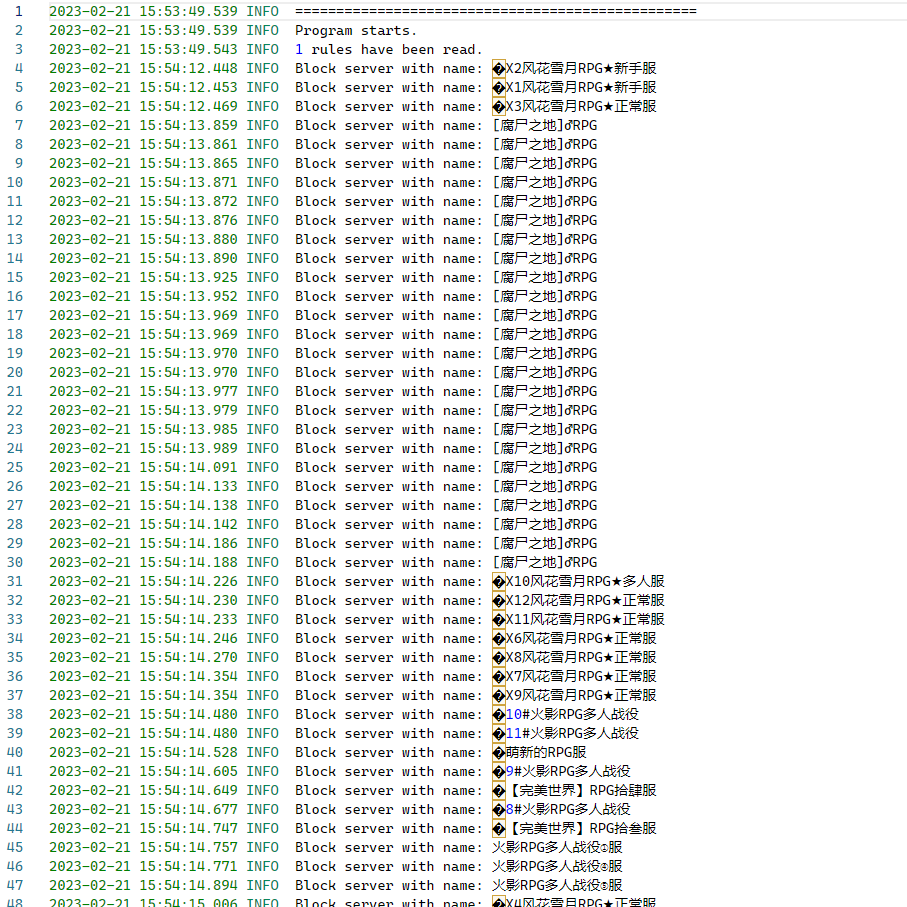 1 2023-02-21 15:53:49.539 INFO =================================================
2 2023-02-21 15:53:49.539 INFO Program starts.
3 2023-02-21 15:53:49.543 INFO 1 rules have been read.
4 2023-02-21 15:54:12.448 INFO Block server with name: �X2风花雪月RPG★新手服
5 2023-02-21 15:54:12.453 INFO Block server with name: �X1风花雪月RPG★新手服
6 2023-02-21 15:54:12.469 INFO Block server with name: �X3风花雪月RPG★正常服
7 2023-02-21 15:54:13.859 INFO Block server with name: [腐尸之地]♂RPG
8 2023-02-21 15:54:13.861 INFO Block server with name: [腐尸之地]♂RPG
9 2023-02-21 15:54:13.865 INFO Block server with name: [腐尸之地]♂RPG
10 2023-02-21 15:54:13.871 INFO Block server with name: [腐尸之地]♂RPG
11 2023-02-21 15:54:13.872 INFO Block server with name: [腐尸之地]♂RPG
12 2023-02-21 15:54:13.876 INFO Block server with name: [腐尸之地]♂RPG
13 2023-02-21 15:54:13.880 INFO Block server with name: [腐尸之地]♂RPG
14 2023-02-21 15:54:13.890 INFO Block server with name: [腐尸之地]♂RPG
15 2023-02-21 15:54:13.925 INFO Block server with name: [腐尸之地]♂RPG
16 2023-02-21 15:54:13.952 INFO Block server with name: [腐尸之地]♂RPG
17 2023-02-21 15:54:13.969 INFO Block server with name: [腐尸之地]♂RPG
18 2023-02-21 15:54:13.969 INFO Block server with name: [腐尸之地]♂RPG
19 2023-02-21 15:54:13.970 INFO Block server with name: [腐尸之地]♂RPG
20 2023-02-21 15:54:13.970 INFO Block server with name: [腐尸之地]♂RPG
21 2023-02-21 15:54:13.977 INFO Block server with name: [腐尸之地]♂RPG
22 2023-02-21 15:54:13.979 INFO Block server with name: [腐尸之地]♂RPG
23 2023-02-21 15:54:13.985 INFO Block server with name: [腐尸之地]♂RPG
24 2023-02-21 15:54:13.989 INFO Block server with name: [腐尸之地]♂RPG
25 2023-02-21 15:54:14.091 INFO Block server with name: [腐尸之地]♂RPG
26 2023-02-21 15:54:14.133 INFO Block server with name: [腐尸之地]♂RPG
27 2023-02-21 15:54:14.138 INFO Block server with name: [腐尸之地]♂RPG
28 2023-02-21 15:54:14.142 INFO Block server with name: [腐尸之地]♂RPG
29 2023-02-21 15:54:14.186 INFO Block server with name: [腐尸之地]♂RPG
30 2023-02-21 15:54:14.188 INFO Block server with name: [腐尸之地]♂RPG
31 2023-02-21 15:54:14.226 INFO Block server with name: �X10风花雪月RPG★多人服
32 2023-02-21 15:54:14.230 INFO Block server with name: �X12风花雪月RPG★正常服
33 2023-02-21 15:54:14.233 INFO Block server with name: �X11风花雪月RPG★正常服
34 2023-02-21 15:54:14.246 INFO Block server with name: �X6风花雪月RPG★正常服
35 2023-02-21 15:54:14.270 INFO Block server with name: �X8风花雪月RPG★正常服
36 2023-02-21 15:54:14.354 INFO Block server with name: �X7风花雪月RPG★正常服
37 2023-02-21 15:54:14.354 INFO Block server with name: �X9风花雪月RPG★正常服
38 2023-02-21 15:54:14.480 INFO Block server with name: �10#火影RPG多人战役
39 2023-02-21 15:54:14.480 INFO Block server with name: �11#火影RPG多人战役
40 2023-02-21 15:54:14.528 INFO Block server with name: �萌新的RPG服
41 2023-02-21 15:54:14.605 INFO Block server with name: �9#火影RPG多人战役
42 2023-02-21 15:54:14.649 INFO Block server with name: �【完美世界】RPG拾肆服
43 2023-02-21 15:54:14.677 INFO Block server with name: �8#火影RPG多人战役
44 2023-02-21 15:54:14.747 INFO Block server with name: �【完美世界】RPG拾叁服
45 2023-02-21 15:54:14.757 INFO Block server with name: 火影RPG多人战役服
46 2023-02-21 15:54:14.771 INFO Block server with name: 火影RPG多人战役服
47 2023-02-21 15:54:14.894 INFO Block server with name: 火影RPG多人战役服
48 2023-02-21 15:54:15.006 INFO Block server with name: �X4风花雪月RPG★正常服